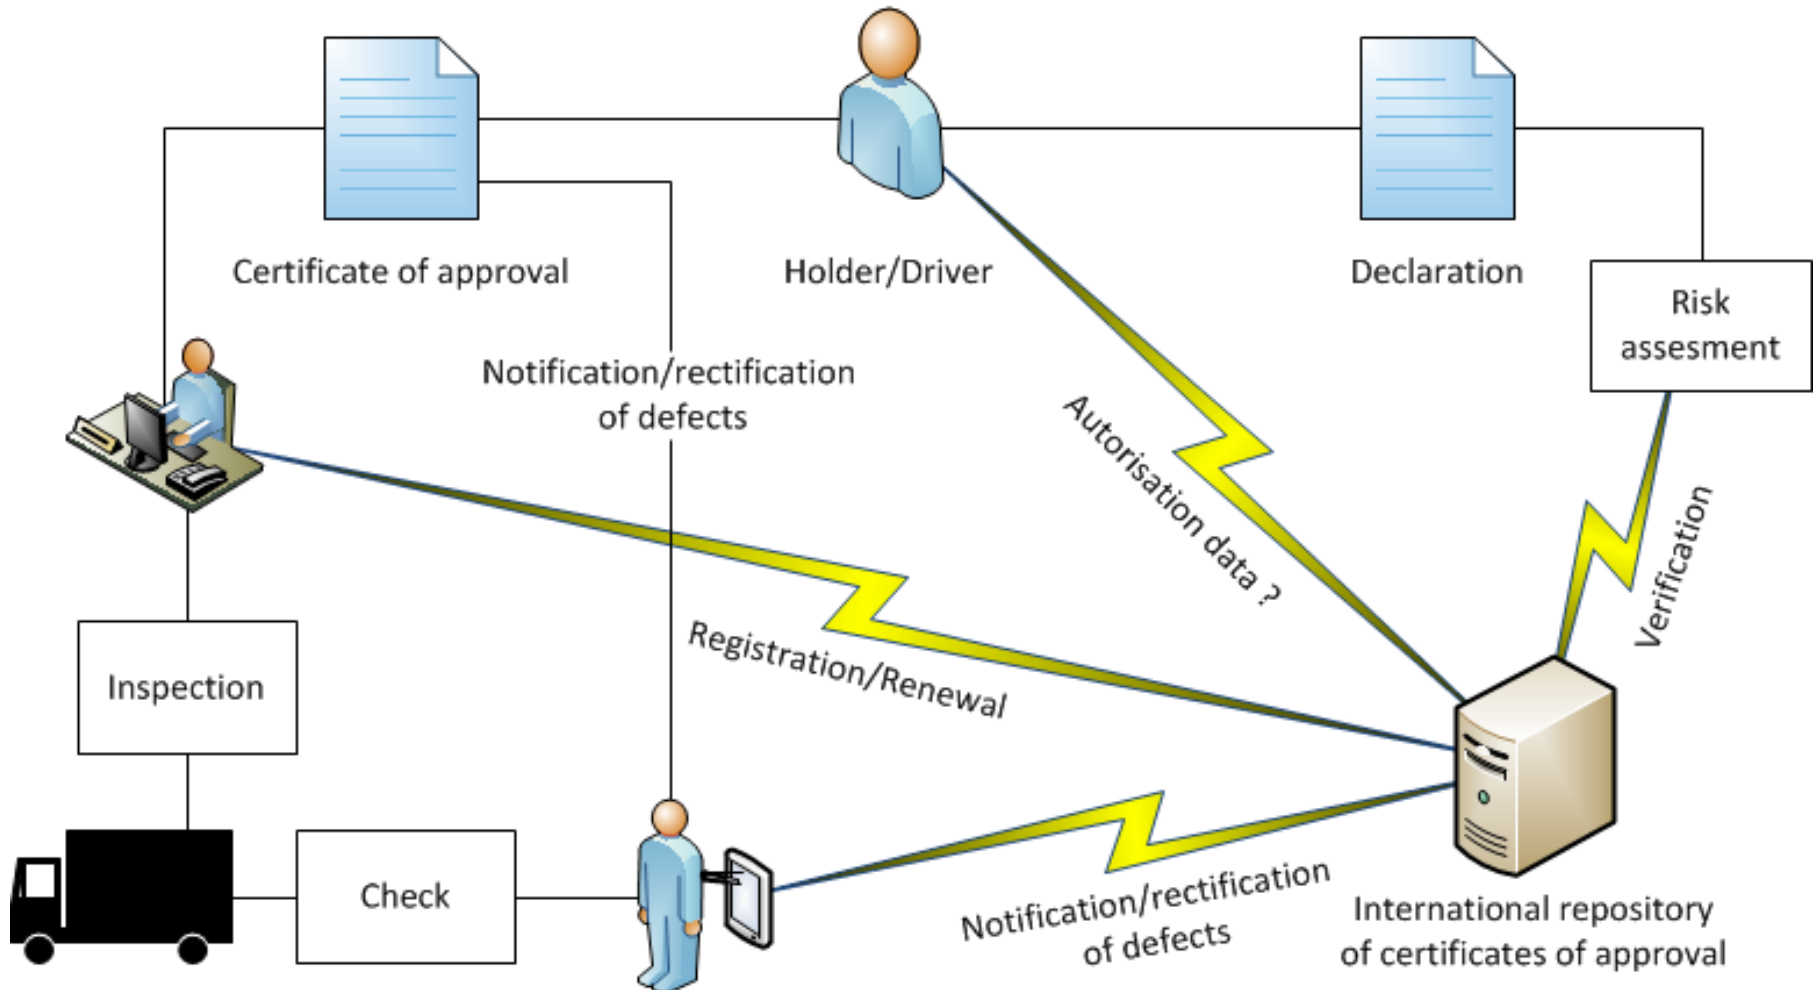 Certificate of approval
Holder/Driver
Declaration
Risk
assesment
Notification/rectification
of defects
Autorisation data ?
Verification
Registration/Renewal
Inspection
Check
Notification/rectification
of defects
International repository
of certificates of approval